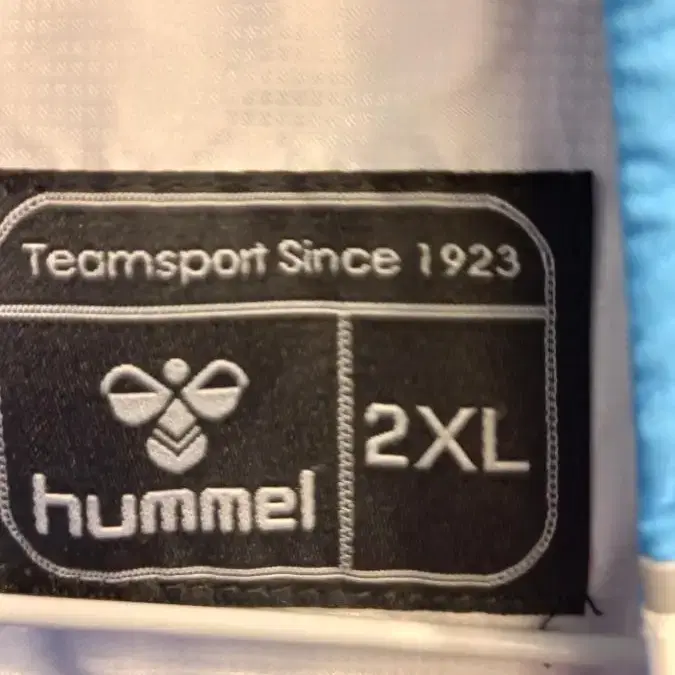 Teamsport Since 1923
hummel
2XL